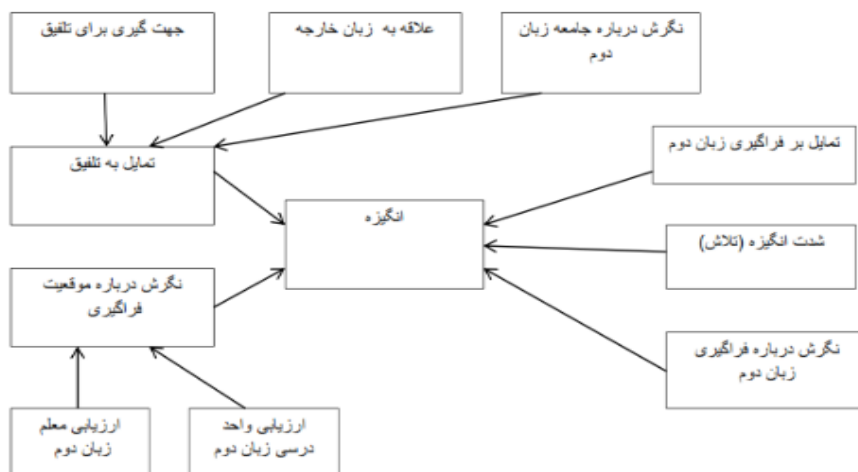 نگرش درباره جامعه زبان
دوم
علاقه به زبان خارجه
جهت گیری برای تلفیق
تمایل بر فراگیری زبان دوم
تمایل به تلفیق
انگیزه
شدت انگیزه (تلاش)
نگرش درباره موقعیت
فراگیری
نگرش درباره فراگیری
زبان دوم
ارزیابی واحد
درسی زبان دوم
ارزیابی معلم
زبان دوم